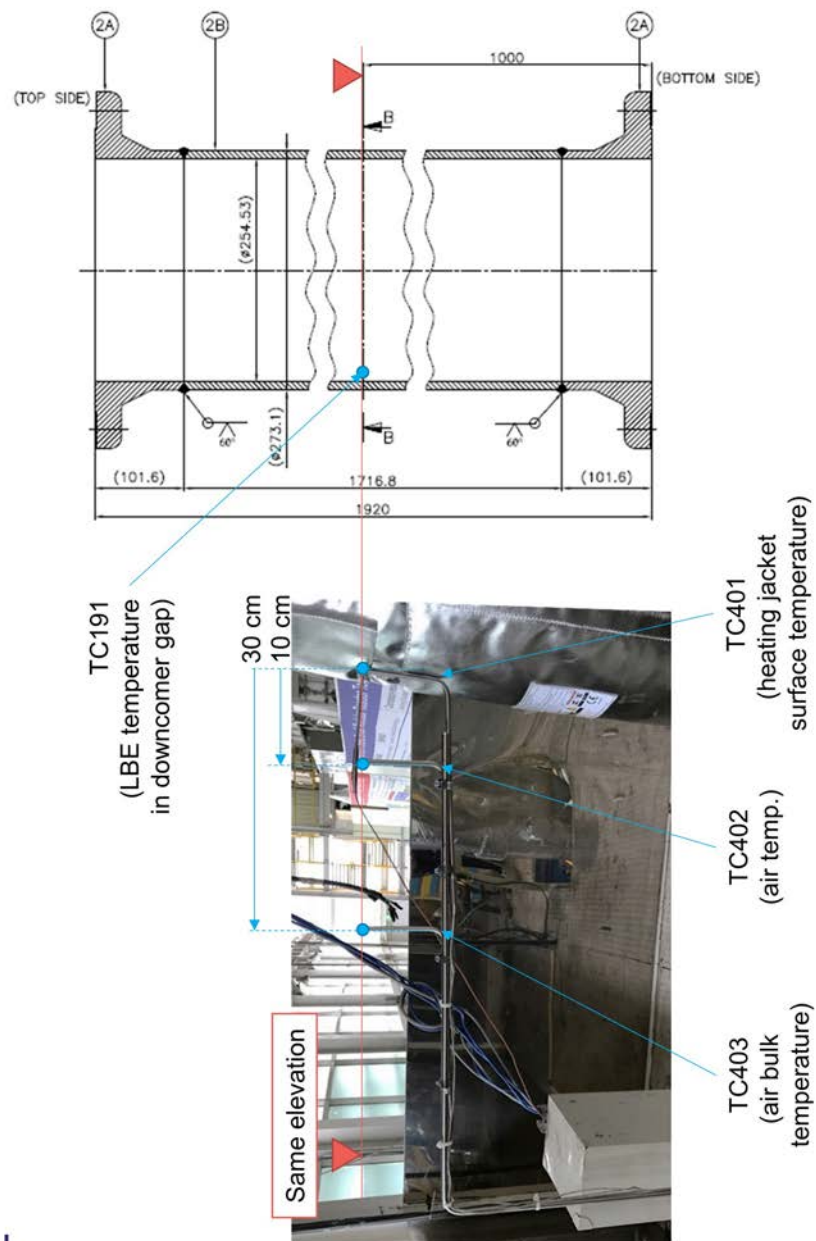 2A
2B
2A
1000
(TOP SIDE)
(BOTTOM SIDE)
B
(ø254.53)
(ø273.1)
B
60°
60°
(101.6)
1716.8
(101.6)
1920
TC191
(LBE temperature
in downcomer gap)
30 cm
10 cm
TC401
(heating jacket
surface temperature)
TC402
(air temp.)
TC403
(air bulk
temperature)
Same elevation